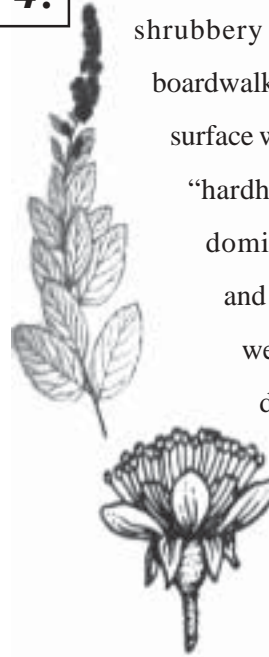 4.
shrubbery
boardwalk
surface w
“hardh
domi
and
we
d